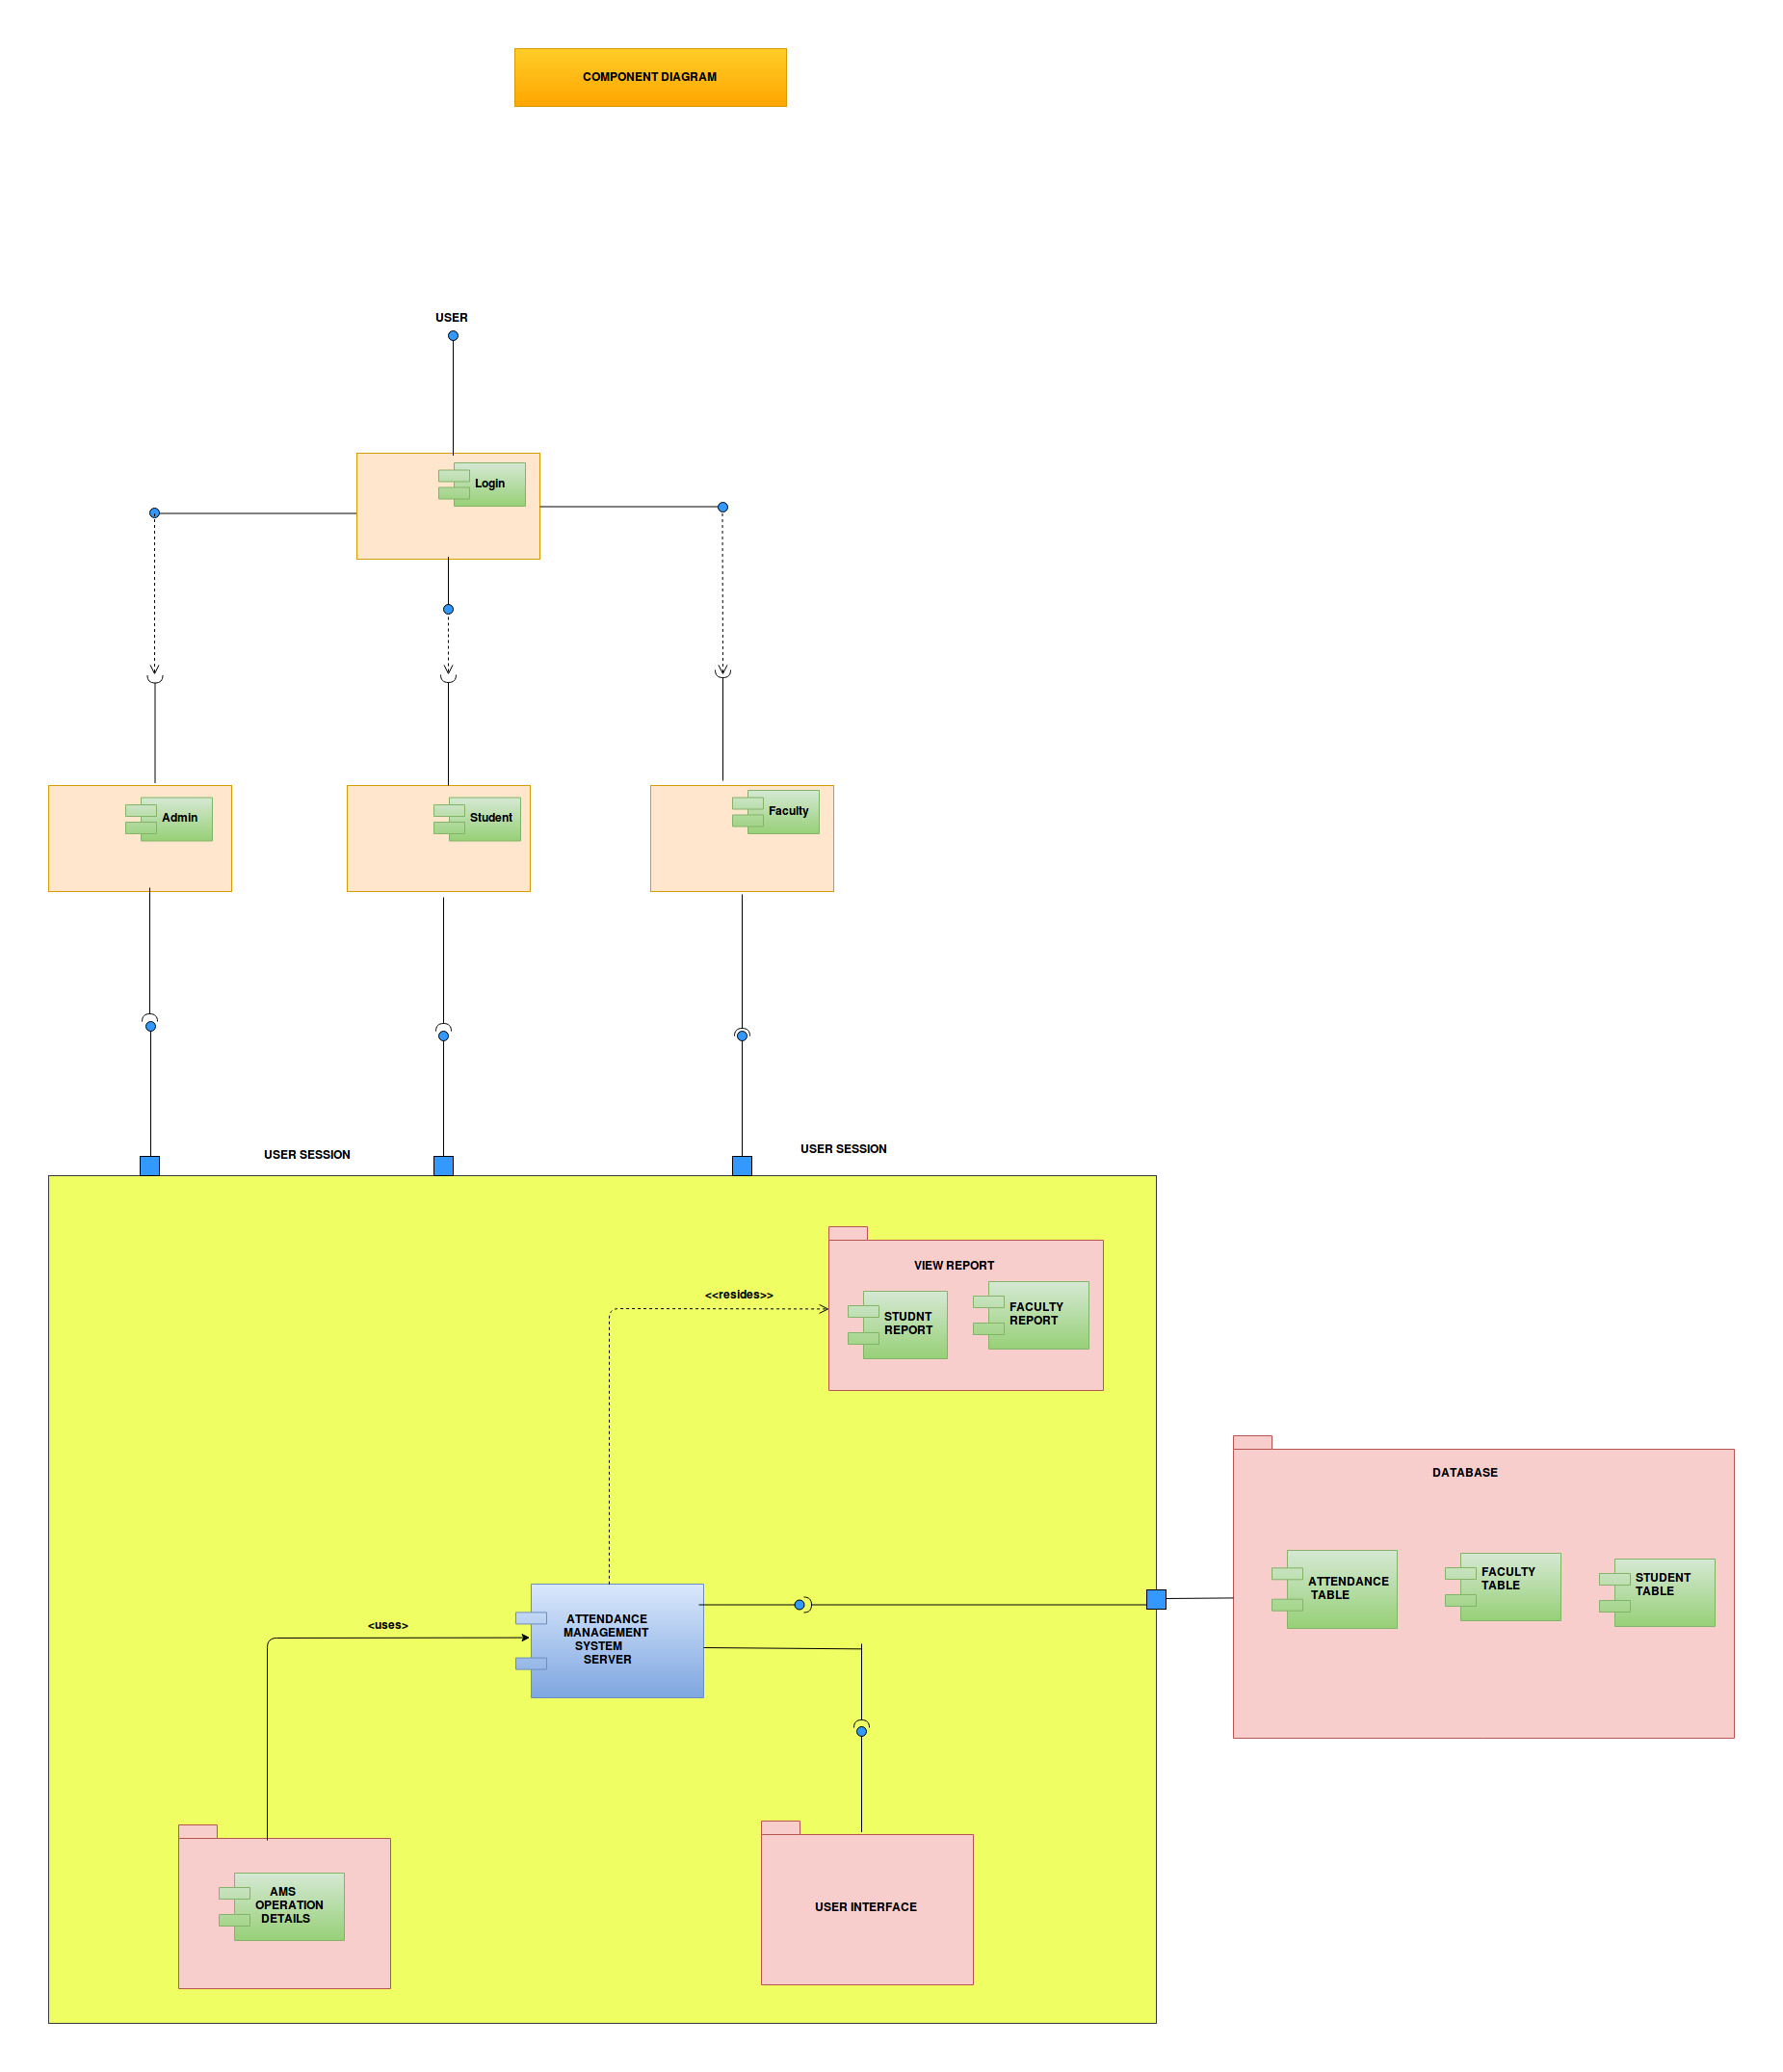 COMPONENT DIAGRAM
USER
Login
Admin
Student
Faculty
USER SESSION
USER SESSION
VIEW REPORT
<<resides>>
STUDNT
REPORT
FACULTY
REPORT
DATABASE
ATTENDANCE
TABLE
FACULTY
TABLE
STUDENT
TABLE
<uses>
ATTENDANCE
MANAGEMENT
SYSTEM
SERVER
AMS
OPERATION
DETAILS
USER INTERFACE